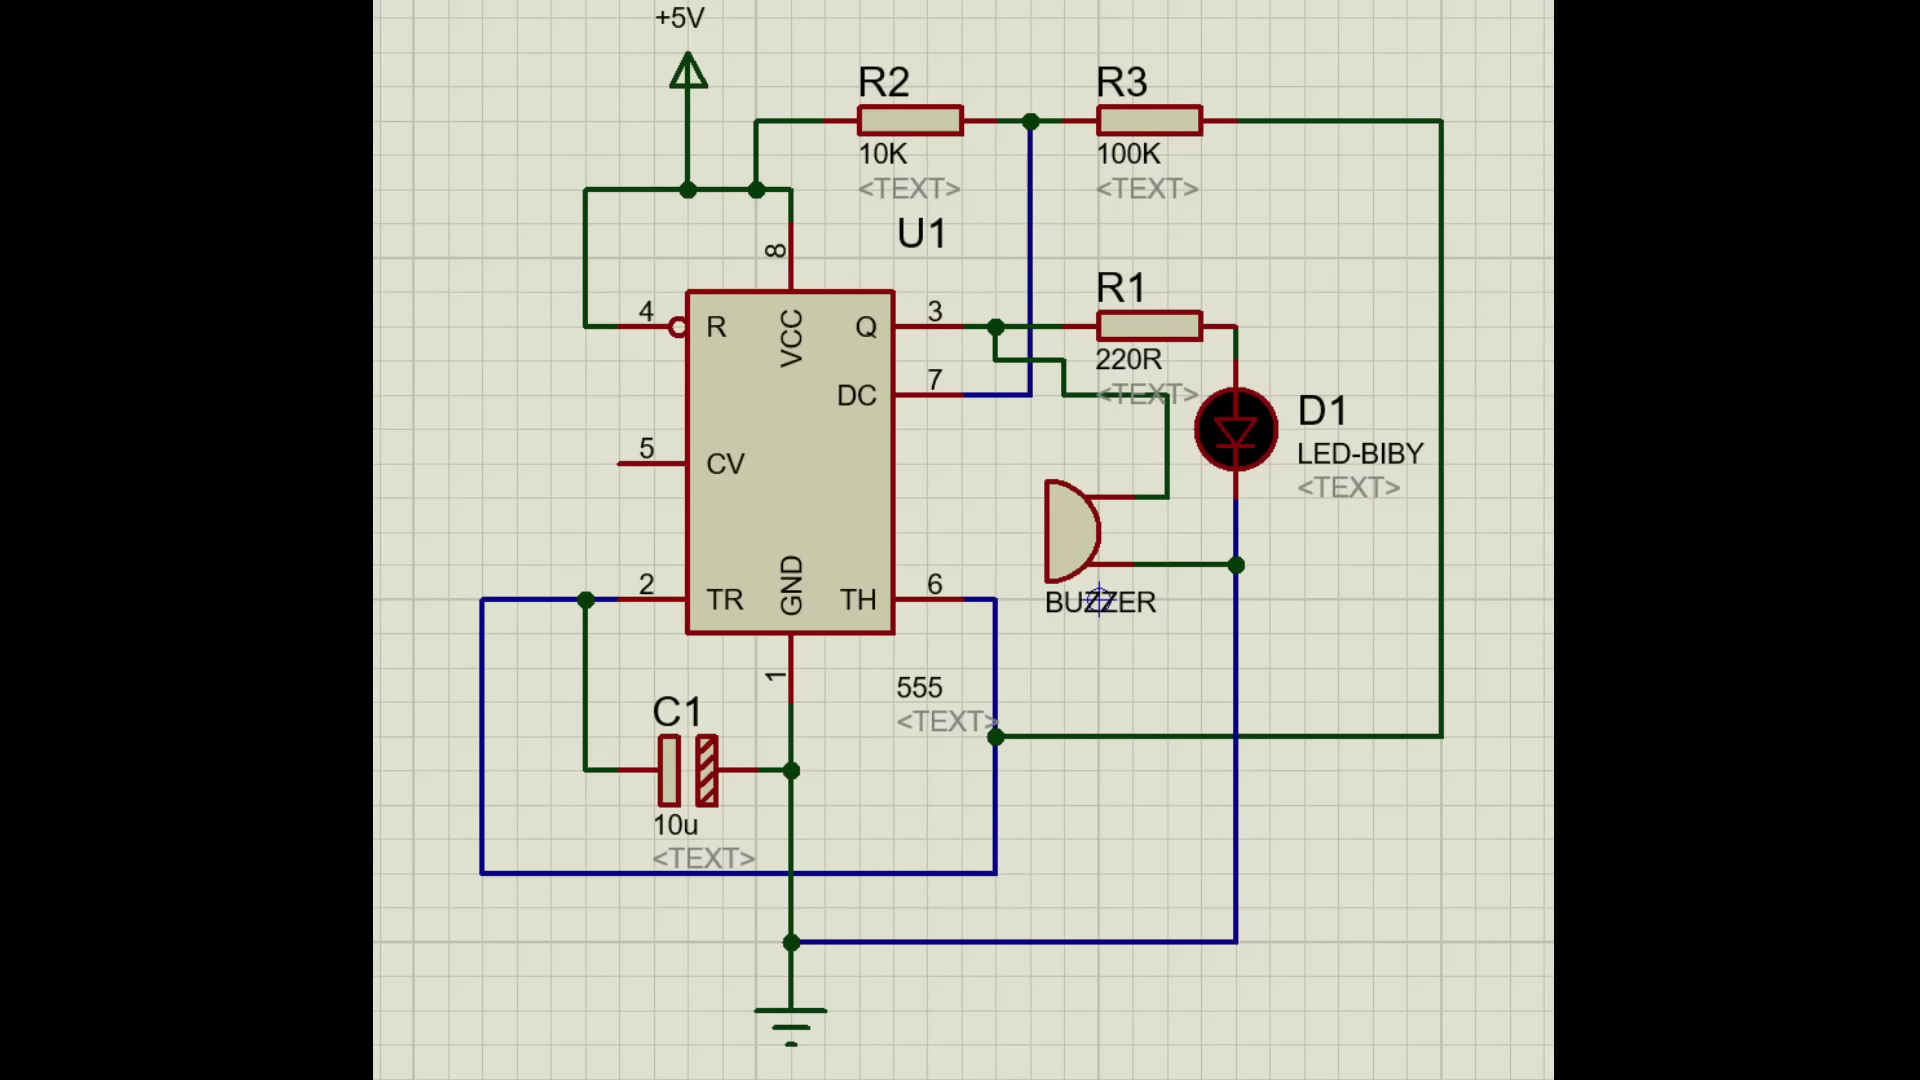 +5V
R2
R3
10K
100K
<TEXT>
<TEXT>
U1
8
R1
4
3
R
VCC
Q
220R
<TEXT>
7
DC
D1
5
CV
LED-BIBY
<TEXT>
2
6
TR
GND
TH
BUZZER
1
555
<TEXT>
C1
10u
<TEXT>